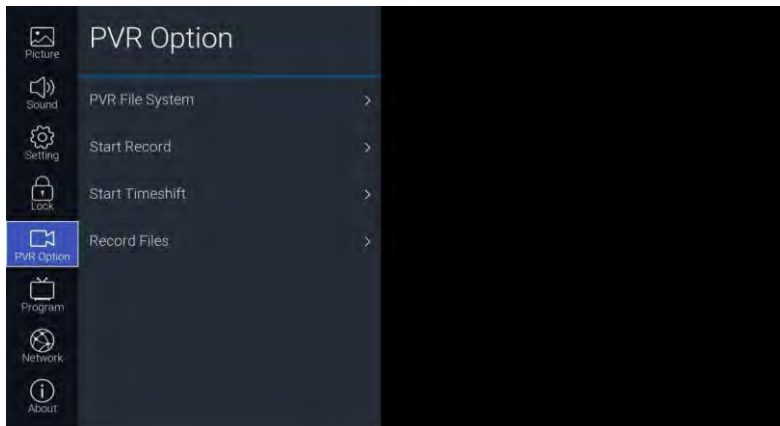 Picture
Sound
Setting
Lock
PVR Option
Program
Network
About
PVR Option
PVR File System
Start Record
Start Timeshift
Record Files